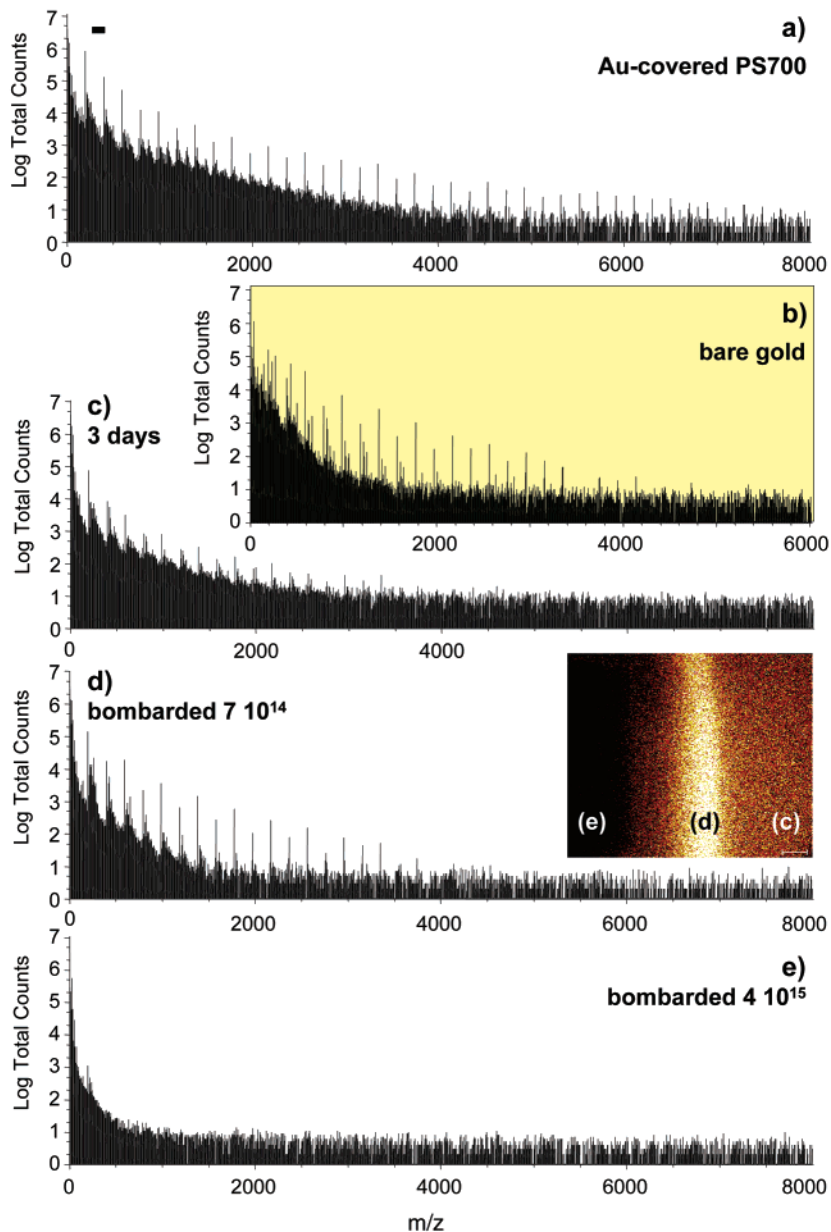 7
6
5
4
3
2
1
0
Log Total Counts
a)
Au-covered PS700
0 2000 4000 6000 8000
7
6
5
4
3
2
1
0
Log Total Counts
b)
bare gold
0 2000 4000 6000
7
6
5
4
3
2
1
0
Log Total Counts
c)
3 days
0 2000 4000
7
6
5
4
3
2
1
0
Log Total Counts
d)
bombarded 7 10¹⁴
(e) (d) (c)
0 2000 4000 6000 8000
7
6
5
4
3
2
1
0
Log Total Counts
e)
bombarded 4 10¹⁵
0 2000 4000 6000 8000
m/z